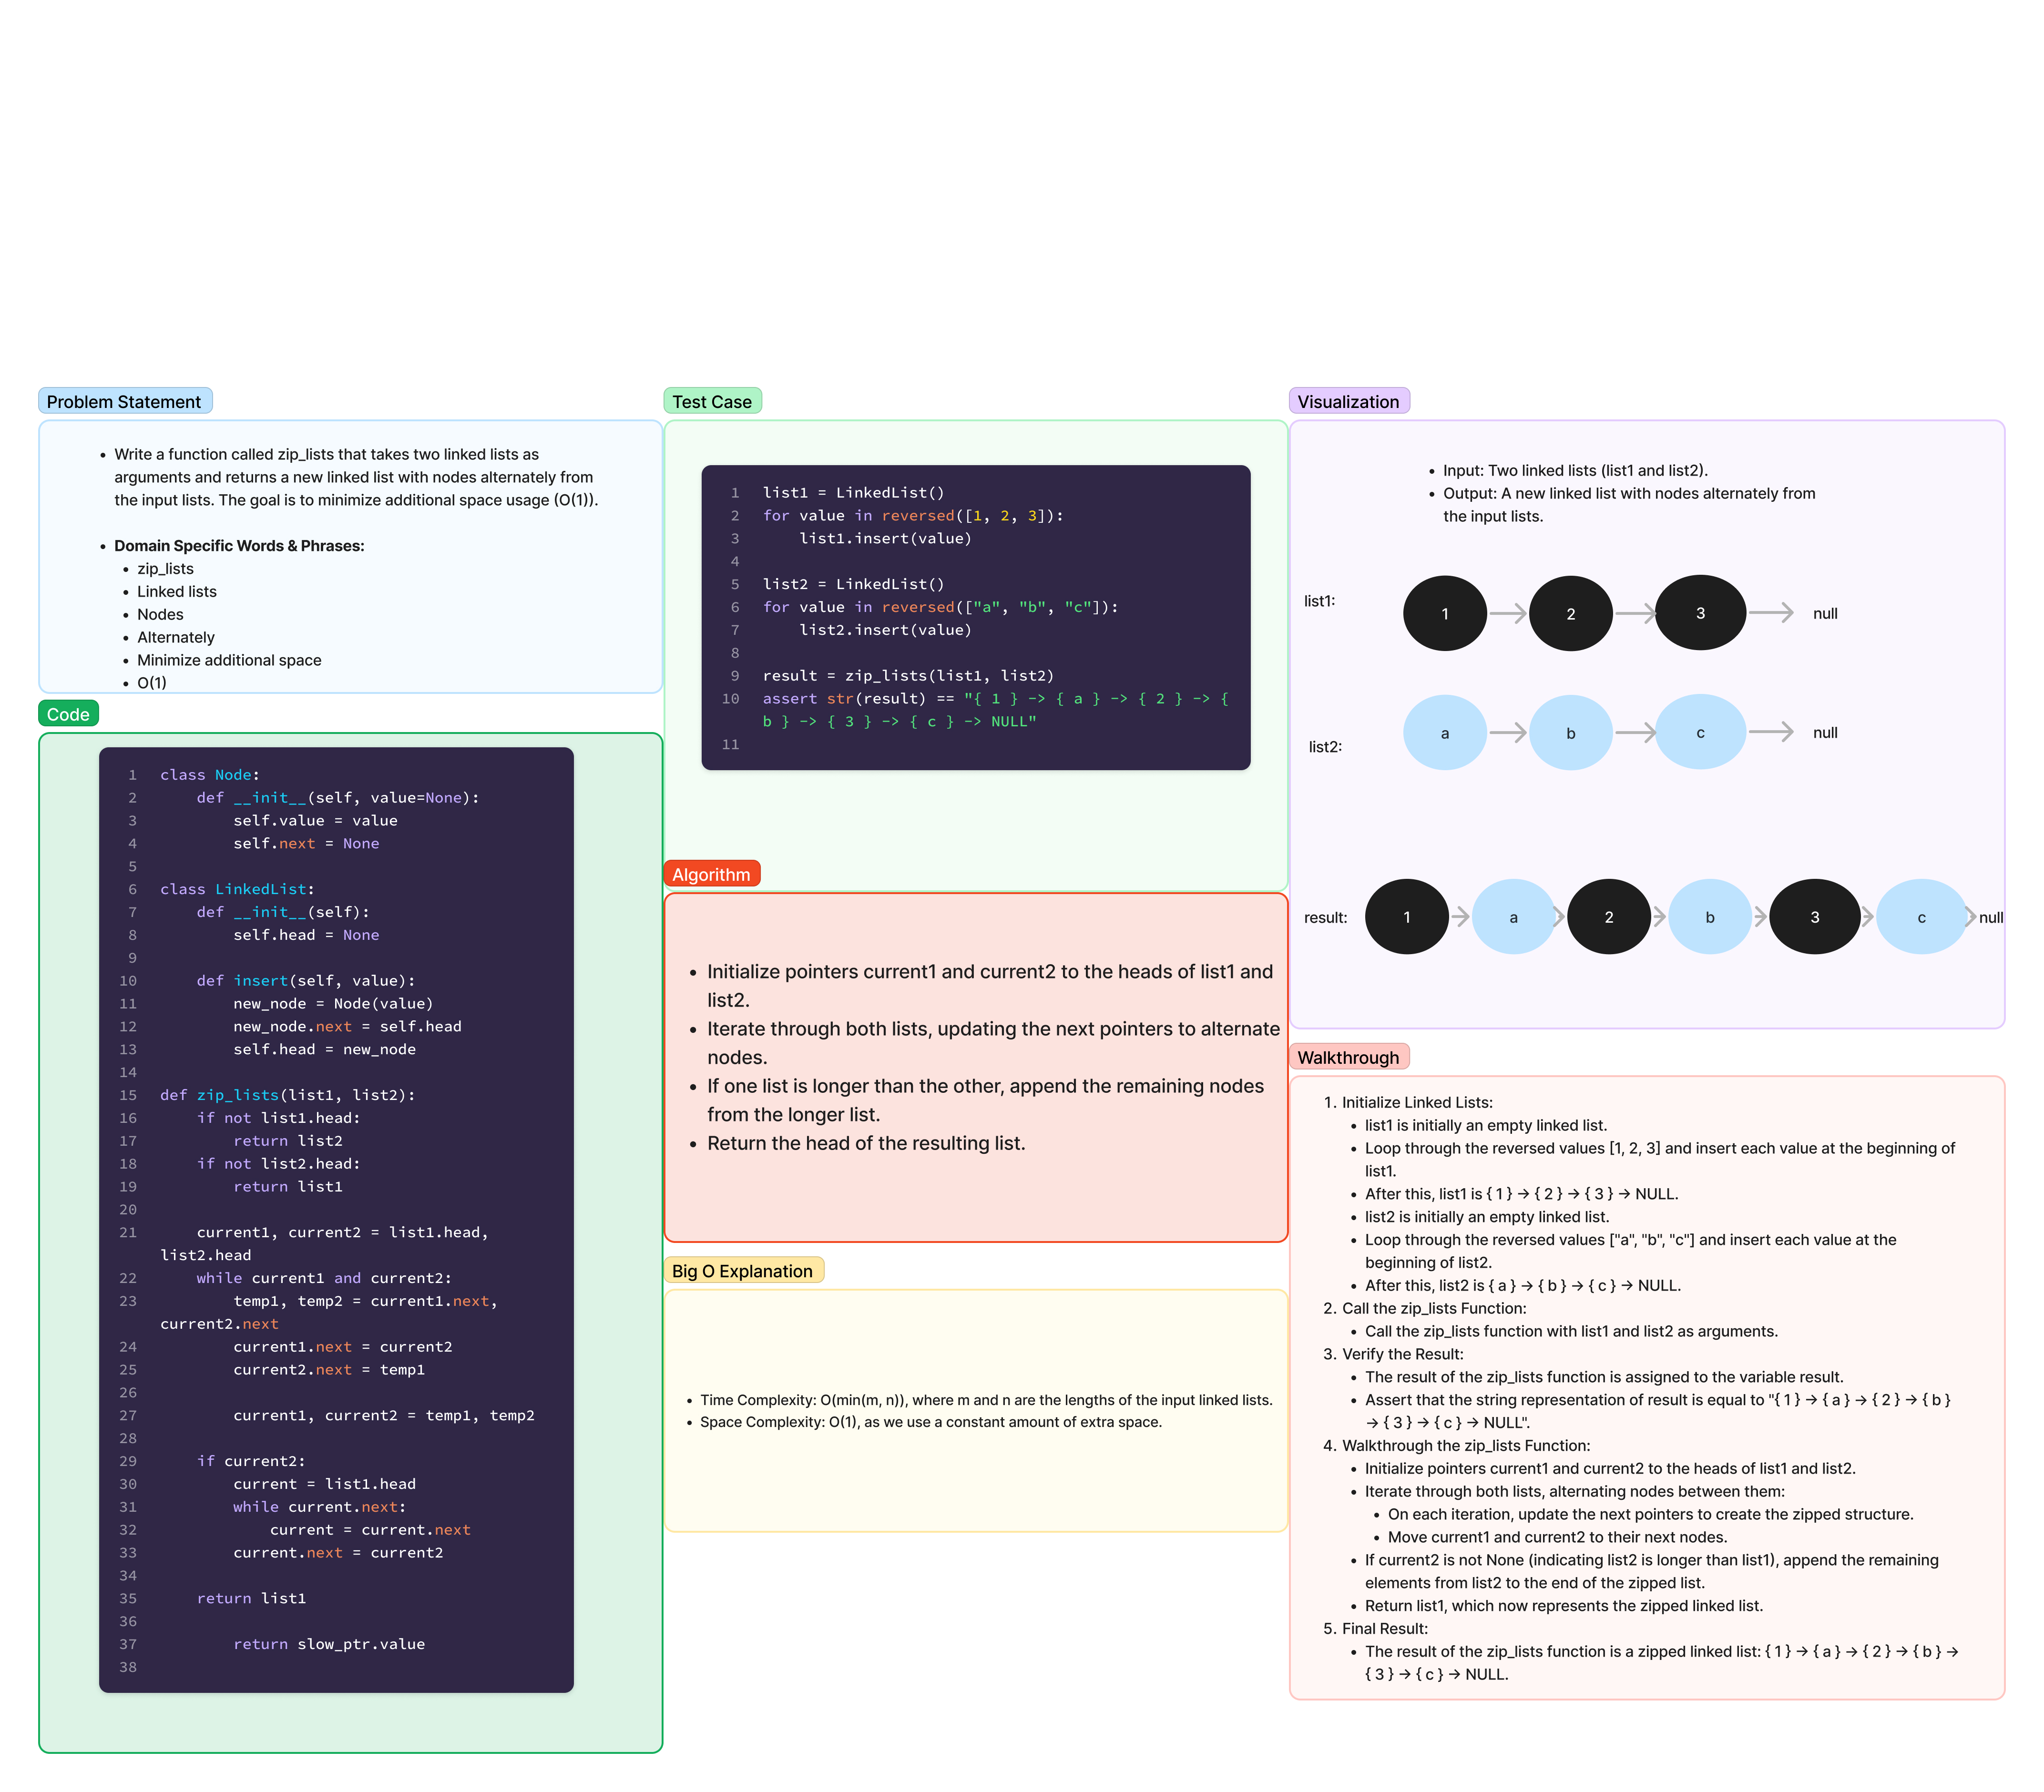 Problem Statement
• Write a function called zip_lists that takes two linked lists as
arguments and returns a new linked list with nodes alternately from
the input lists. The goal is to minimize additional space usage (O(1)).
• Domain Specific Words & Phrases:
• zip_lists
• Linked lists
• Nodes
• Alternately
• Minimize additional space
• O(1)
Code
1 class Node:
2     def __init__(self, value=None):
3         self.value = value
4         self.next = None
5
6 class LinkedList:
7     def __init__(self):
8         self.head = None
9
10     def insert(self, value):
11         new_node = Node(value)
12         new_node.next = self.head
13         self.head = new_node
14
15 def zip_lists(list1, list2):
16     if not list1.head:
17         return list2
18     if not list2.head:
19         return list1
20
21     current1, current2 = list1.head,
list2.head
22     while current1 and current2:
23         temp1, temp2 = current1.next,
current2.next
24         current1.next = current2
25         current2.next = temp1
26
27         current1, current2 = temp1, temp2
28
29     if current2:
30         current = list1.head
31         while current.next:
32             current = current.next
33         current.next = current2
34
35     return list1
36
37         return slow_ptr.value
38
Test Case
1 list1 = LinkedList()
2 for value in reversed([1, 2, 3]):
3     list1.insert(value)
4
5 list2 = LinkedList()
6 for value in reversed(["a", "b", "c"]):
7     list2.insert(value)
8
9 result = zip_lists(list1, list2)
10 assert str(result) == "{ 1 } -> { a } -> { 2 } -> {
b } -> { 3 } -> { c } -> NULL"
11
Algorithm
• Initialize pointers current1 and current2 to the heads of list1 and
list2.
• Iterate through both lists, updating the next pointers to alternate
nodes.
• If one list is longer than the other, append the remaining nodes
from the longer list.
• Return the head of the resulting list.
Big O Explanation
• Time Complexity: O(min(m, n)), where m and n are the lengths of the input linked lists.
• Space Complexity: O(1), as we use a constant amount of extra space.
Visualization
• Input: Two linked lists (list1 and list2).
• Output: A new linked list with nodes alternately from
the input lists.
list1: 1 2 3 null
list2: a b c null
result: 1 a 2 b 3 c null
Walkthrough
1. Initialize Linked Lists:
• list1 is initially an empty linked list.
• Loop through the reversed values [1, 2, 3] and insert each value at the beginning of
list1.
• After this, list1 is { 1 } → { 2 } → { 3 } → NULL.
• list2 is initially an empty linked list.
• Loop through the reversed values ["a", "b", "c"] and insert each value at the
beginning of list2.
• After this, list2 is { a } → { b } → { c } → NULL.
2. Call the zip_lists Function:
• Call the zip_lists function with list1 and list2 as arguments.
3. Verify the Result:
• The result of the zip_lists function is assigned to the variable result.
• Assert that the string representation of result is equal to "{ 1 } → { a } → { 2 } → { b }
→ { 3 } → { c } → NULL".
4. Walkthrough the zip_lists Function:
• Initialize pointers current1 and current2 to the heads of list1 and list2.
• Iterate through both lists, alternating nodes between them:
• On each iteration, update the next pointers to create the zipped structure.
• Move current1 and current2 to their next nodes.
• If current2 is not None (indicating list2 is longer than list1), append the remaining
elements from list2 to the end of the zipped list.
• Return list1, which now represents the zipped linked list.
5. Final Result:
• The result of the zip_lists function is a zipped linked list: { 1 } → { a } → { 2 } → { b } →
{ 3 } → { c } → NULL.